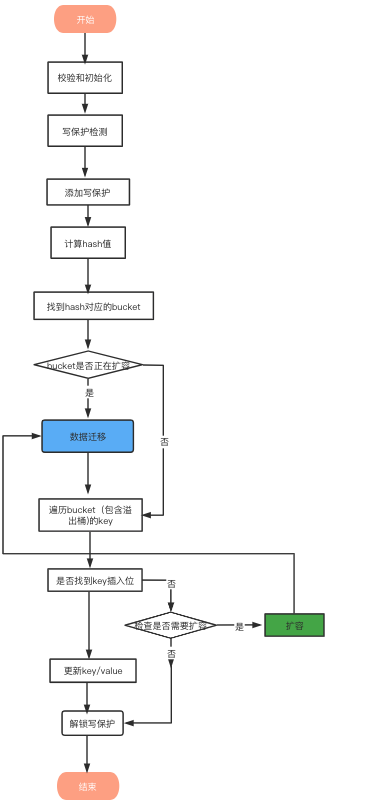 开始
校验和初始化
写保护检测
添加写保护
计算hash值
找到hash对应的bucket
bucket是否正在扩容
是
数据迁移
否
遍历bucket（包含溢
出桶)的key
是否找到key插入位
否
检查是否需要扩容
是
扩容
否
更新key/value
解锁写保护
结束